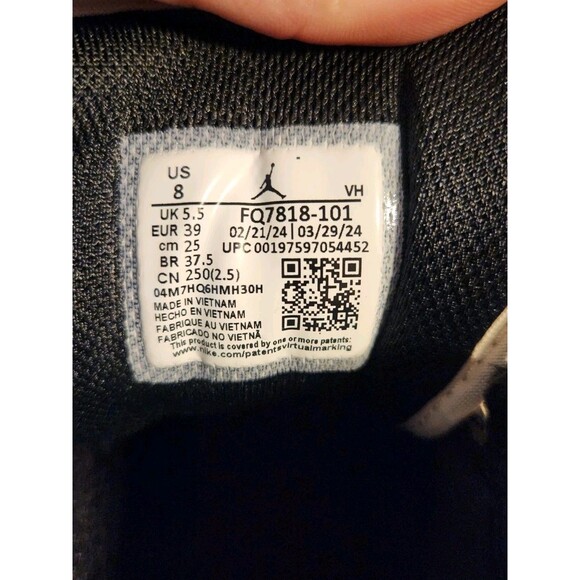 US
8
VH
UK 5.5 FQ7818-101
EUR 39 02/21/24 | 03/29/24
cm 25 UPC 00197597054452
BR 37.5
CN 250(2.5)
04M7HQ6HMH30H
MADE IN VIETNAM
HECHO EN VIETNAM
FABRIQUE AU VIETNAM
FABRICADO NO VIETNÃ
This product is covered by one or more patents:
www.nike.com/patentsvirtualmarking